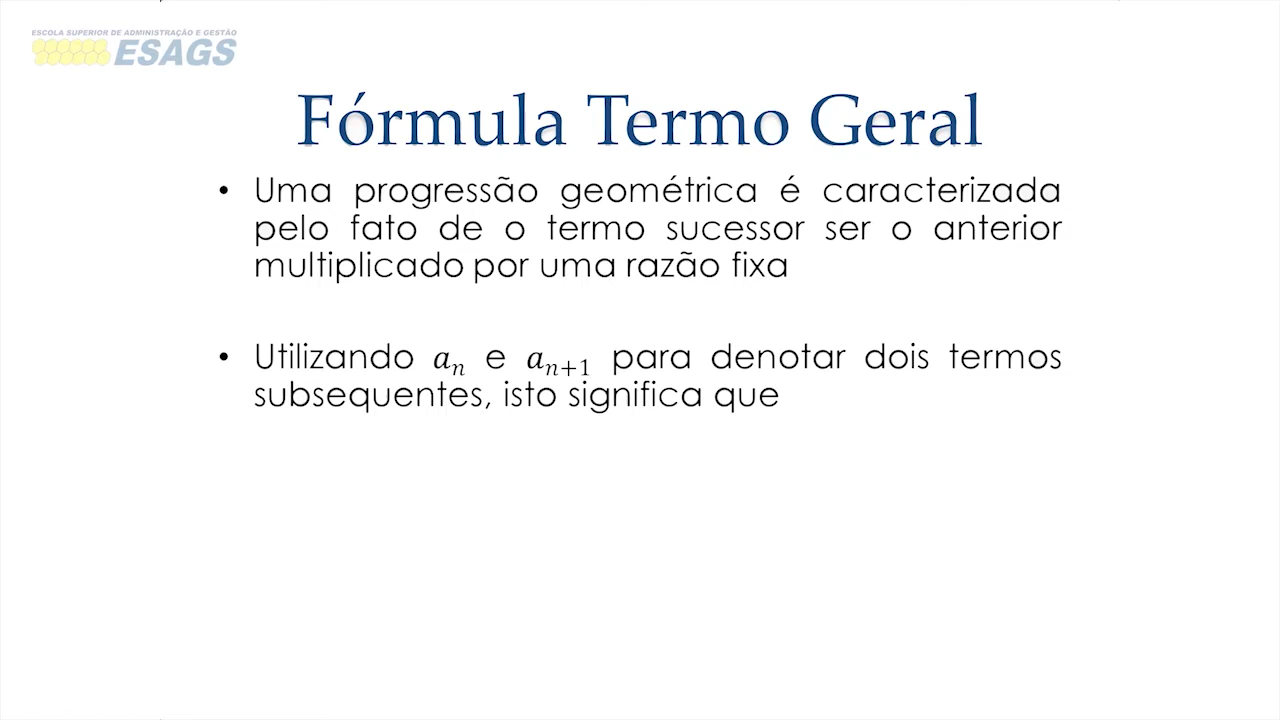 ESCOLA SUPERIOR DE ADMINISTRAÇÃO E GESTÃO
ESAGS
Fórmula Termo Geral
• Uma progressão geométrica é caracterizada
pelo fato de o termo sucessor ser o anterior
multiplicado por uma razão fixa
• Utilizando aₙ e aₙ₊₁ para denotar dois termos
subsequentes, isto significa que